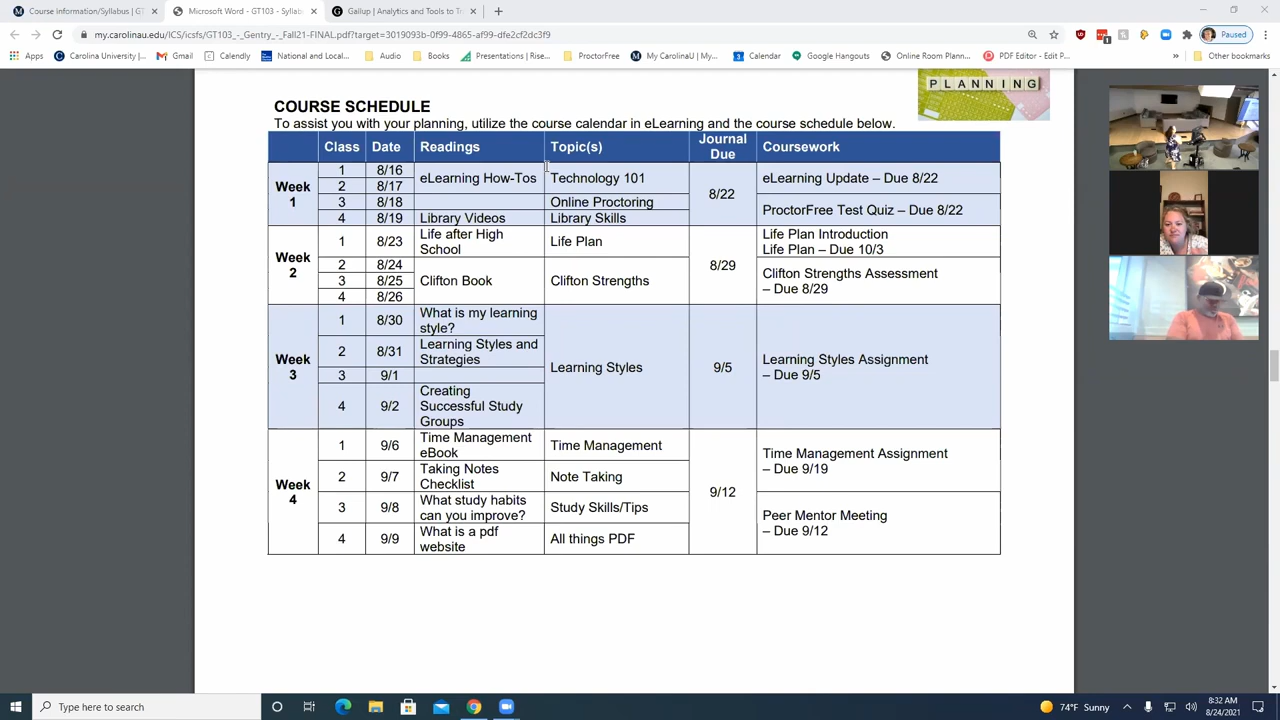 Course Information/Syllabus | GT
Microsoft Word - GT103 - Syllab
Gallup | Analytics and Tools to Tr
my.carolinau.edu/ICS/icsfs/GT103_-_Gentry_-_Fall21-FINAL.pdf?target=3019093b-0f99-4865-af99-d862cf2dc3f9
Paused
Apps
Carolina University |...
Gmail
Calendly
National and Local...
Audio
Books
Presentations | Rise...
ProctorFree
My CarolinaU | My...
Calendar
Google Hangouts
Online Room Plann...
PDF Editor - Edit P...
Other bookmarks
PLANNING
COURSE SCHEDULE
To assist you with your planning, utilize the course calendar in eLearning and the course schedule below.
Class Date Readings Topic(s) Journal Due Coursework
Week 1
1 8/16 eLearning How-Tos Technology 101 8/22 eLearning Update – Due 8/22
2 8/17
3 8/18 Online Proctoring ProctorFree Test Quiz – Due 8/22
4 8/19 Library Videos Library Skills
Week 2
1 8/23 Life after High School Life Plan 8/29 Life Plan Introduction
Life Plan – Due 10/3
2 8/24 Clifton Book Clifton Strengths Clifton Strengths Assessment
– Due 8/29
3 8/25
4 8/26
Week 3
1 8/30 What is my learning style? Learning Styles 9/5 Learning Styles Assignment
– Due 9/5
2 8/31 Learning Styles and Strategies
3 9/1
4 9/2 Creating Successful Study Groups
Week 4
1 9/6 Time Management eBook Time Management 9/12 Time Management Assignment
– Due 9/19
2 9/7 Taking Notes Checklist Note Taking
3 9/8 What study habits can you improve? Study Skills/Tips Peer Mentor Meeting
– Due 9/12
4 9/9 What is a pdf website All things PDF
Type here to search
74°F Sunny
8:32 AM
8/24/2021